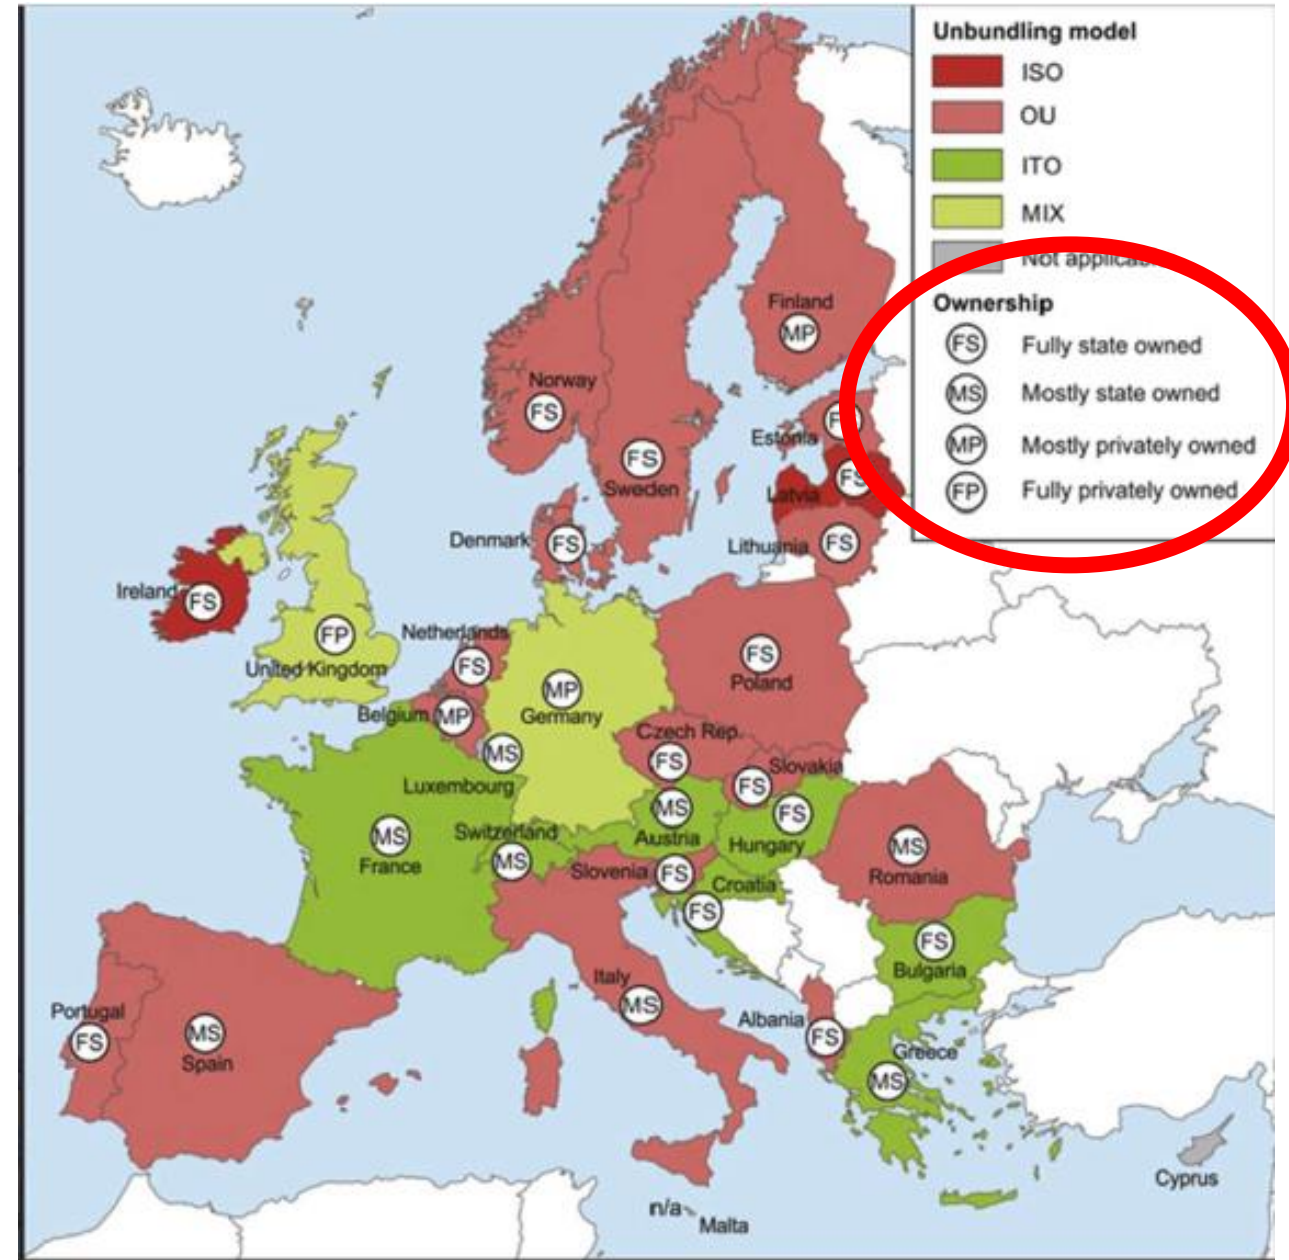 Unbundling model
ISO
OU
ITO
MIX
Not
Ownership
FS Fully state owned
MS Mostly state owned
MP Mostly privately owned
FP Fully privately owned
Finland
MP
Norway
FS
FS
Sweden
Estonia
FS
Latvia
FS
Denmark
FS
Lithuania
FS
Ireland
FS
FP
United Kingdom
Netherlands
FS
FS
Poland
Belgium
MP
MP
Germany
MS
Luxembourg
Czech Rep.
FS
Slovakia
FS
MS
Austria
FS
Hungary
MS
France
Switzerland
MS
Slovenia
FS
Croatia
FS
MS
Romania
FS
Bulgaria
Italy
MS
Portugal
FS
MS
Spain
Albania
FS
Greece
MS
Cyprus
n/a
Malta